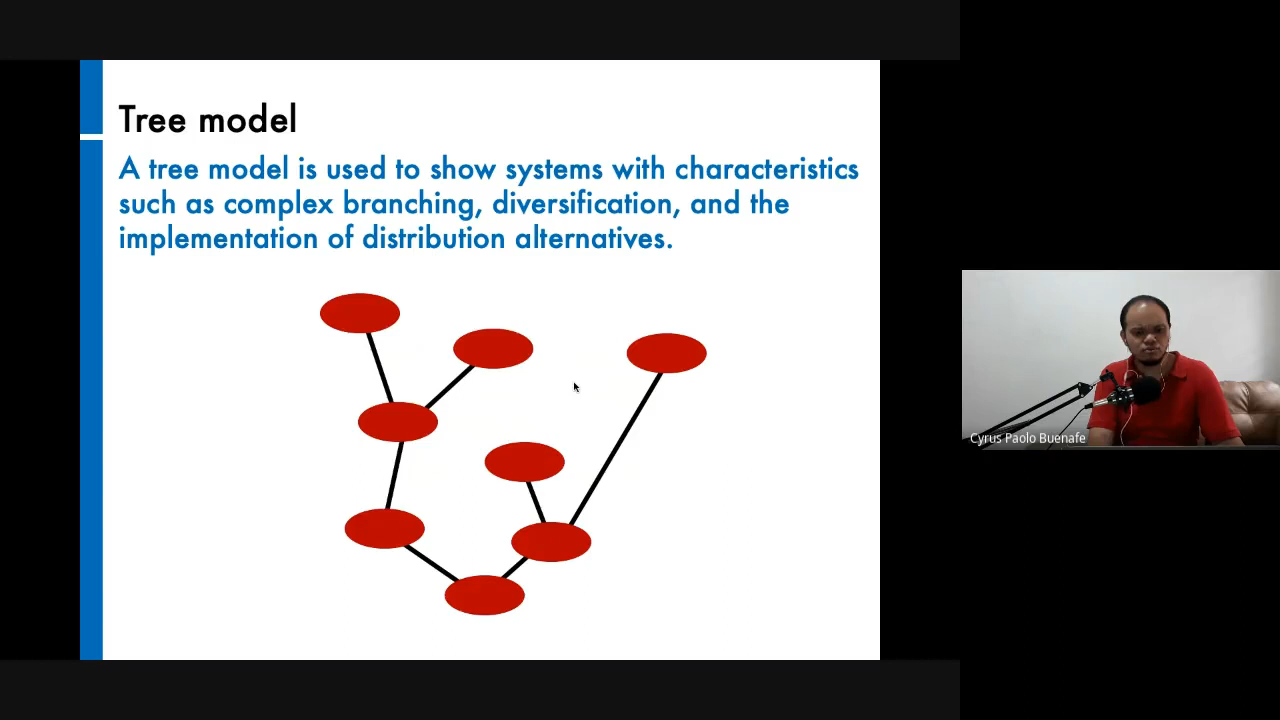 Tree model
A tree model is used to show systems with characteristics
such as complex branching, diversification, and the
implementation of distribution alternatives.
Cyrus Paolo Buenafe